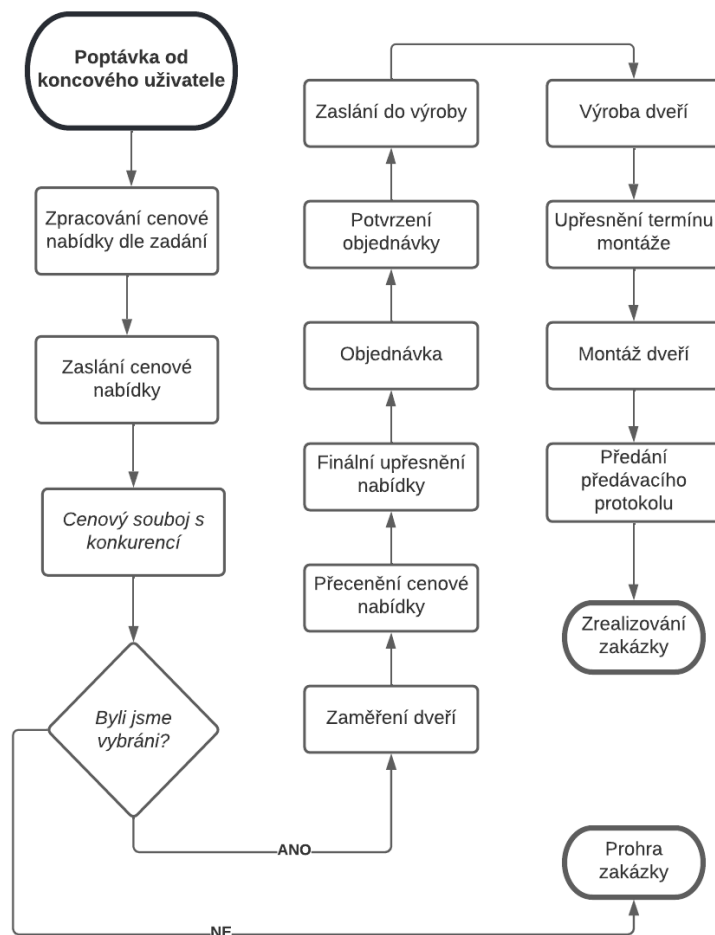 Poptávka od
koncového uživatele
Zpracování cenové
nabídky dle zadání
Zaslání cenové
nabídky
Cenový souboj s
konkurencí
Byli jsme
vybráni?
ANO
NE
Zaměření dveří
Přecenění cenové
nabídky
Finální upřesnění
nabídky
Objednávka
Potvrzení
objednávky
Zaslání do výroby
Výroba dveří
Upřesnění termínu
montáže
Montáž dveří
Předání
předávacího
protokolu
Zrealizování
zakázky
Prohra
zakázky